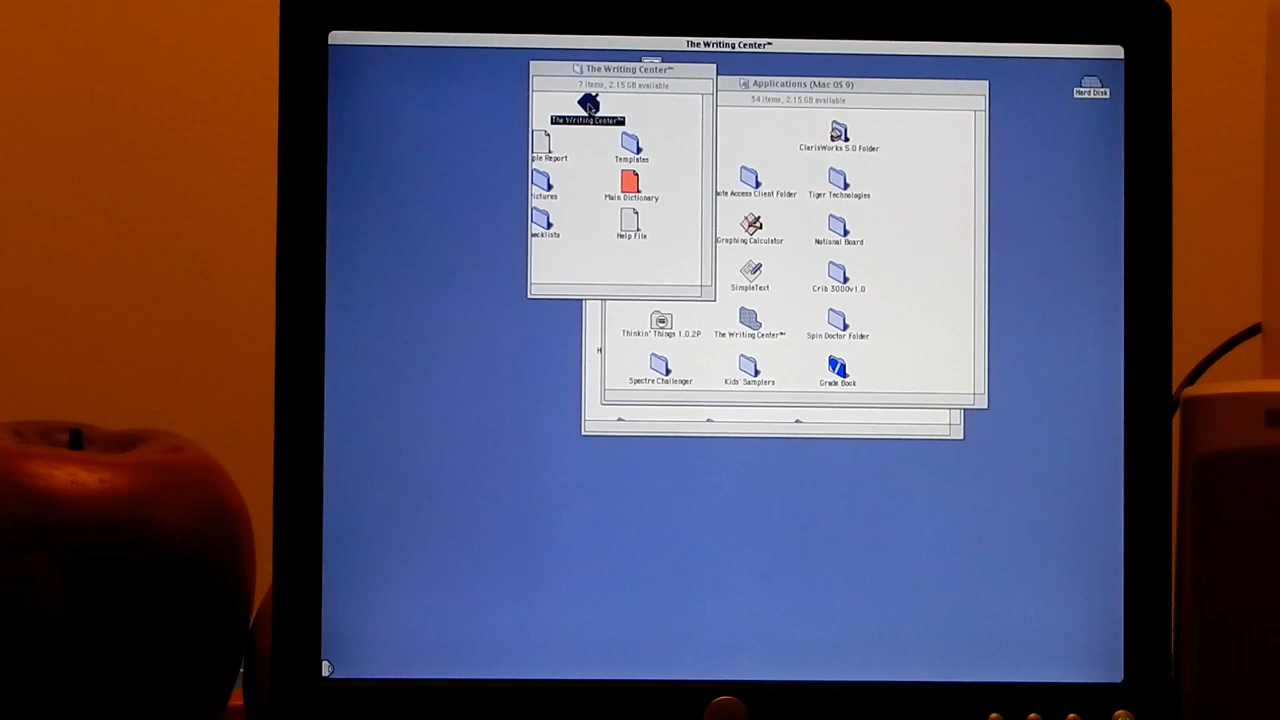 The Writing Center™
The Writing Center™
7 items, 2.15 GB available
The Writing Center™
ple Report
Templates
ictures
Main Dictionary
ecklists
Help File
Applications (Mac OS 9)
34 items, 2.15 GB available
ClarisWorks 5.0 Folder
ote Access Client Folder
Tiger Technologies
Graphing Calculator
National Board
SimpleText
Crib 3000v1.0
Thinkin' Things 1.0.2P
The Writing Center™
Spin Doctor Folder
Spectre Challenger
Kids' Samplers
Grade Book
H
Hard Disk